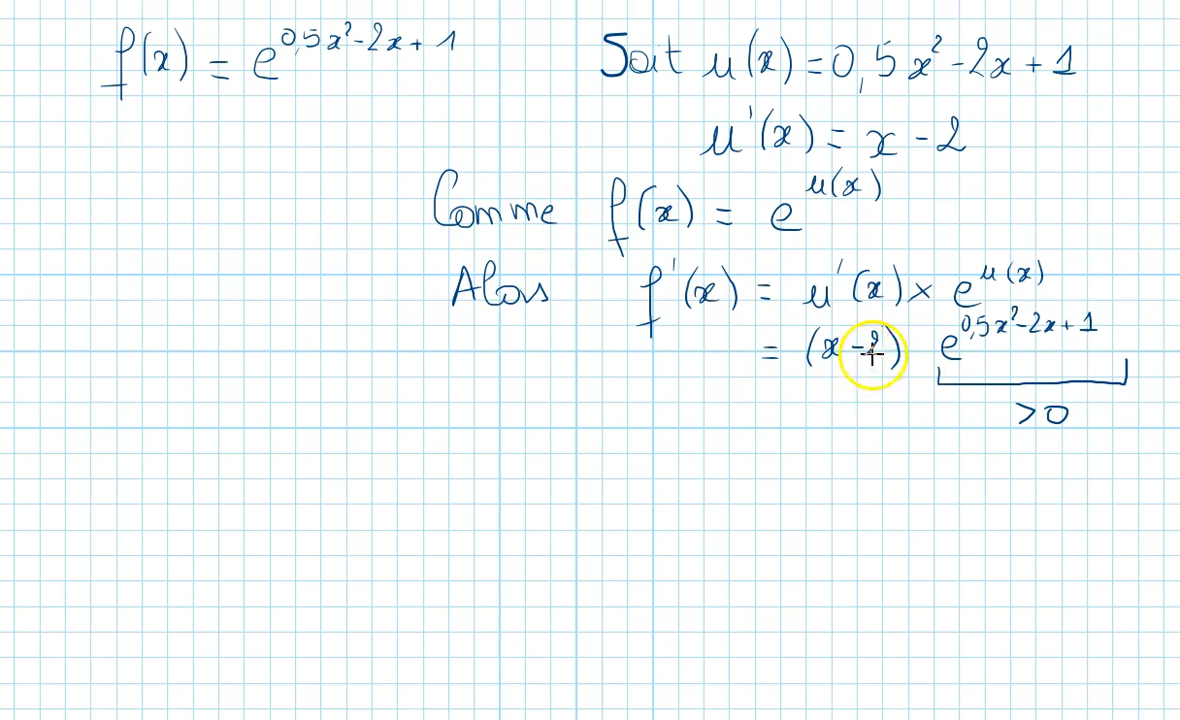 f(x) = e^{0,5x²-2x+1}
Soit u(x) = 0,5x² - 2x + 1
u'(x) = x - 2
Comme f(x) = e^{u(x)}
Alors f'(x) = u'(x) × e^{u(x)}
= (x - 2) e^{0,5x²-2x+1}
> 0